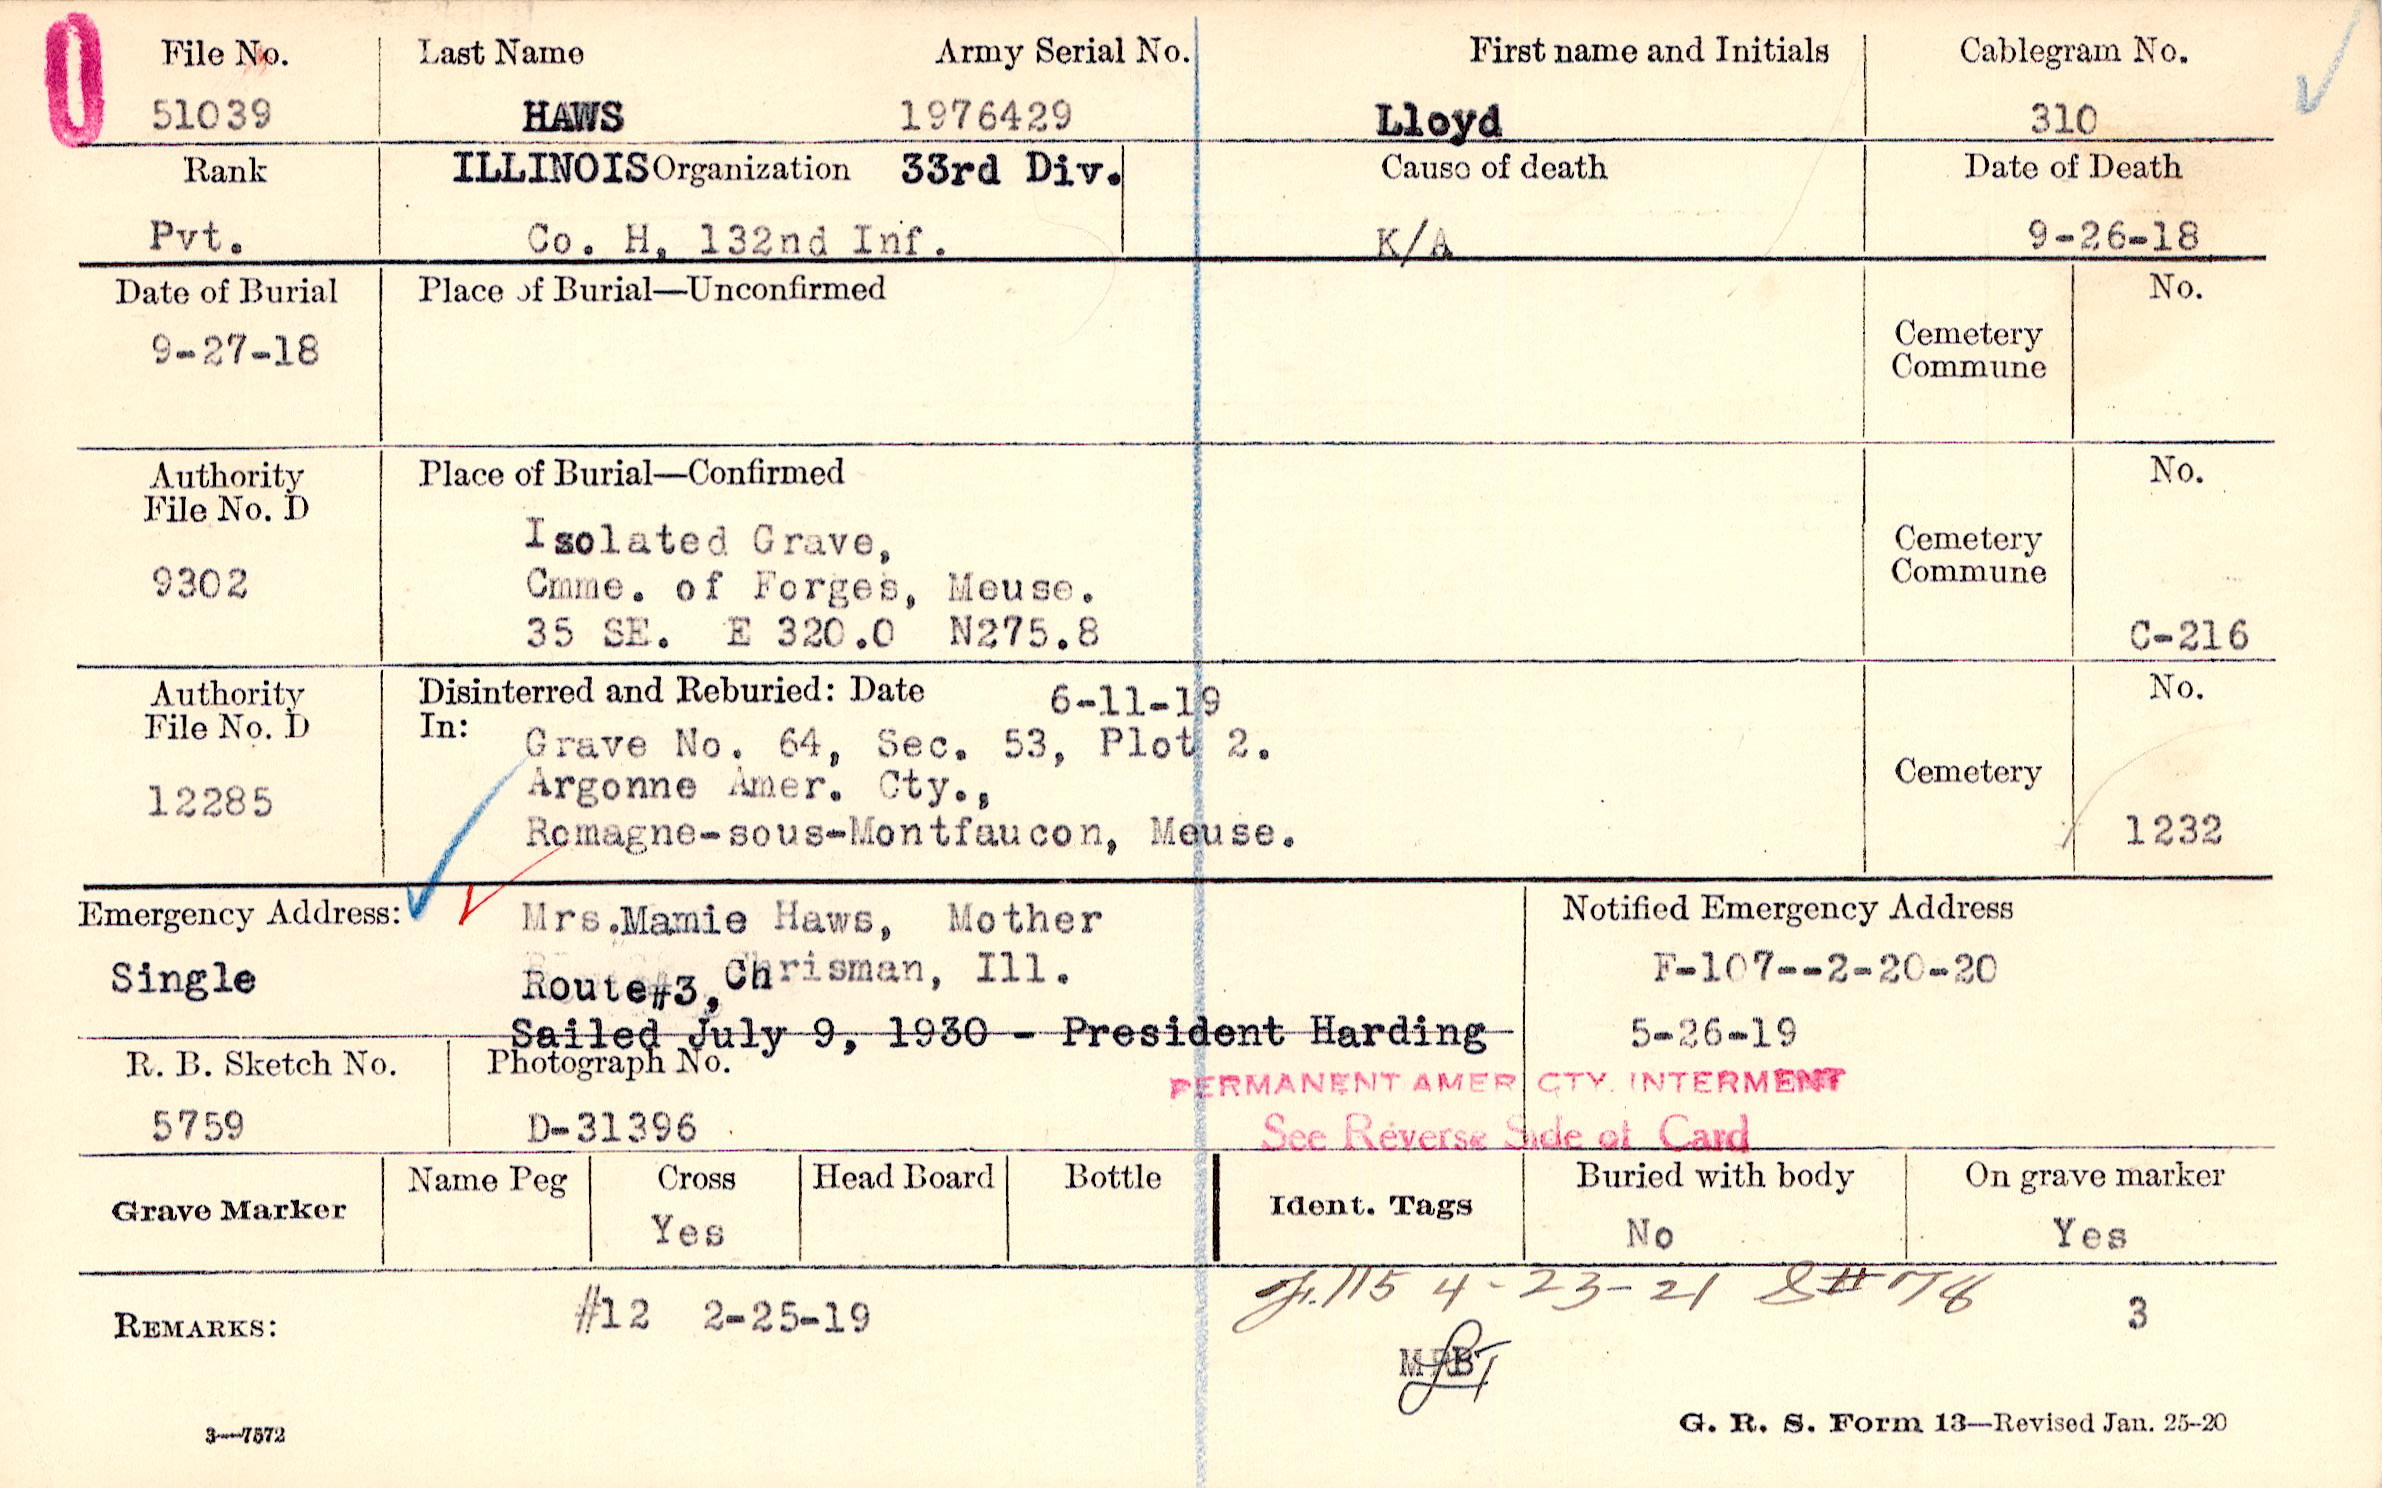 File No. Last Name Army Serial No. First name and Initials Cablegram No.
51039 HAWS 1976429 Lloyd 310
Rank ILLINOIS Organization 33rd Div. Cause of death Date of Death
Pvt. Co. H, 132nd Inf. K/A 9-26-18
Date of Burial Place of Burial—Unconfirmed No.
9-27-18 Cemetery
Commune
Authority Place of Burial—Confirmed No.
File No. D
Isolated Grave, Cemetery
9302 Cmme. of Forges, Meuse. Commune
35 SE. E 320.0 N275.8 C-216
Authority Disinterred and Reburied: Date 6-11-19 No.
File No. D In: Grave No. 64, Sec. 53, Plot 2.
12285 Argonne Amer. Cty., Cemetery
Romagne-sous-Montfaucon, Meuse. 1232
Emergency Address: Mrs. Mamie Haws, Mother Notified Emergency Address
Single Route#3, Chrisman, Ill. F-107--2-20-20
Sailed July 9, 1930 - President Harding 5-26-19
R. B. Sketch No. Photograph No.
PERMANENT AMER CTY. INTERMENT
5759 D-31396 See Reverse Side of Card
Grave Marker Name Peg Cross Head Board Bottle Ident. Tags Buried with body On grave marker
Yes No Yes
REMARKS: #12 2-25-19 115 4-23-21 S# 78 3
3—7572 G. R. S. Form 13—Revised Jan. 25-20